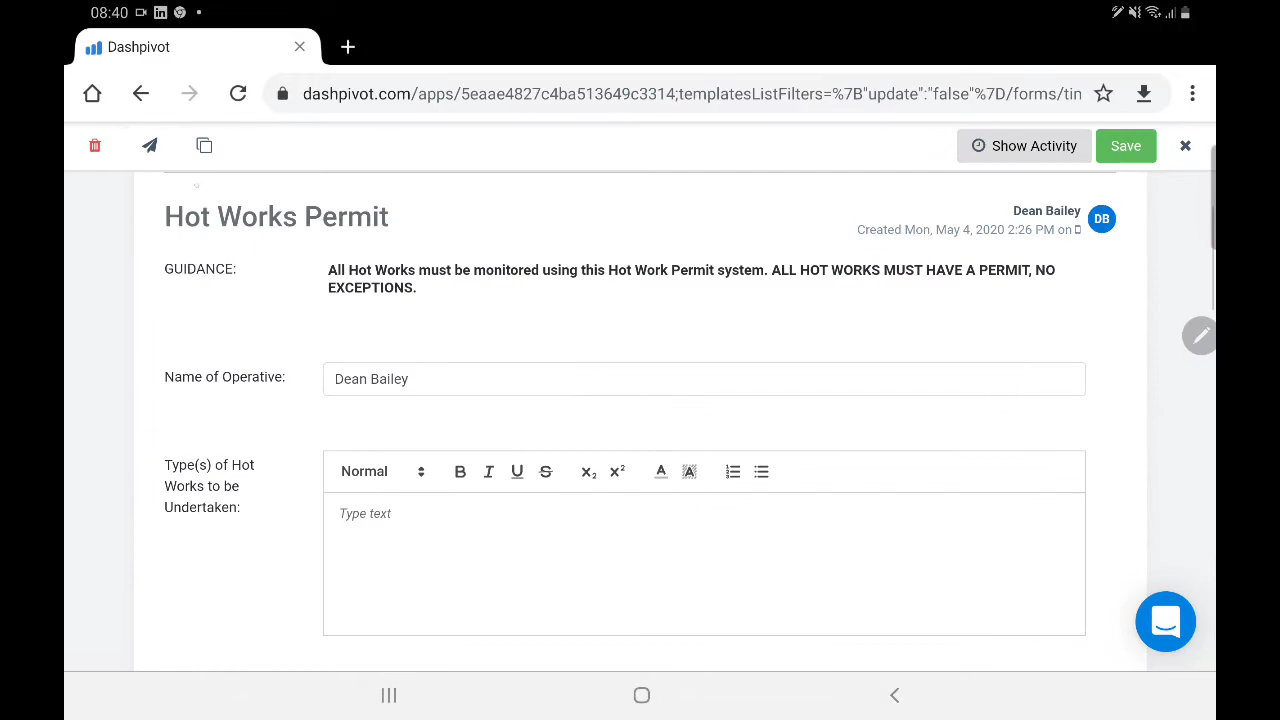 08:40
Dashpivot
dashpivot.com/apps/5eaae4827c4ba513649c3314;templatesListFilters=%7B"update":"false"%7D/forms/tin
Show Activity
Save
Hot Works Permit
Dean Bailey
Created Mon, May 4, 2020 2:26 PM on
DB
GUIDANCE:
All Hot Works must be monitored using this Hot Work Permit system. ALL HOT WORKS MUST HAVE A PERMIT, NO
EXCEPTIONS.
Name of Operative:
Dean Bailey
Type(s) of Hot
Works to be
Undertaken:
Normal B I U S X₂ X² A A
Type text